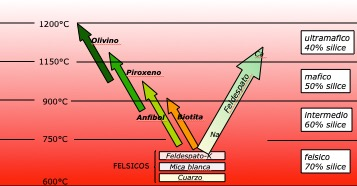 1200°C
1150°C
900°C
750°C
600°C
Olivino
Piroxeno
Anfibol
Biotita
Feldespato
Ca
Na
FELSICOS
Feldespato-K
Mica blanca
Cuarzo
ultramafico
40% silice
mafico
50% silice
intermedio
60% silice
felsico
70% silice